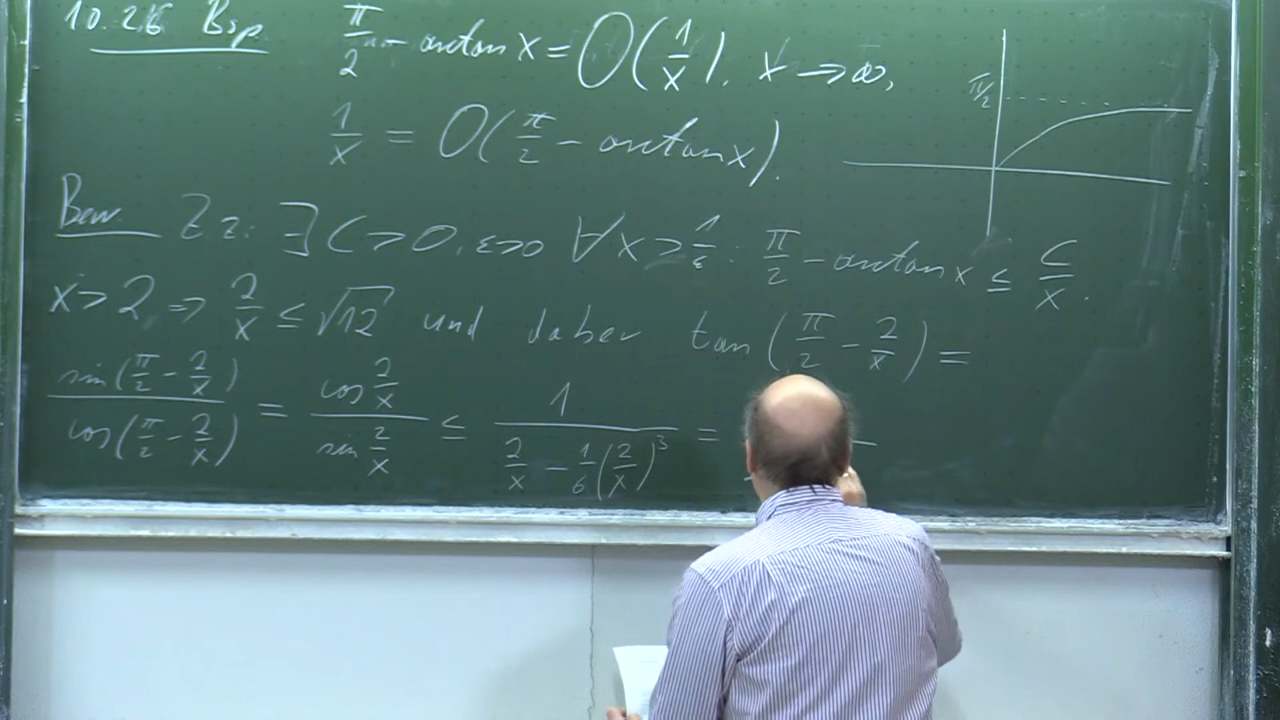 10.26 Bsp π/2 - arctan x = O(1/x), x → ∞,
π/2
1/x = O(π/2 - arctan x).
Bew. Z.z.: ∃ C > 0, ε>0 ∀ x > 1/ε : π/2 - arctan x ≤ C/x.
x > 2 ⇒ 2/x ≤ √12 und daher tan(π/2 - 2/x) =
sin(π/2 - 2/x)/cos(π/2 - 2/x) = cos 2/x / sin 2/x ≤ 1/(2/x - 1/6(2/x)^3) =